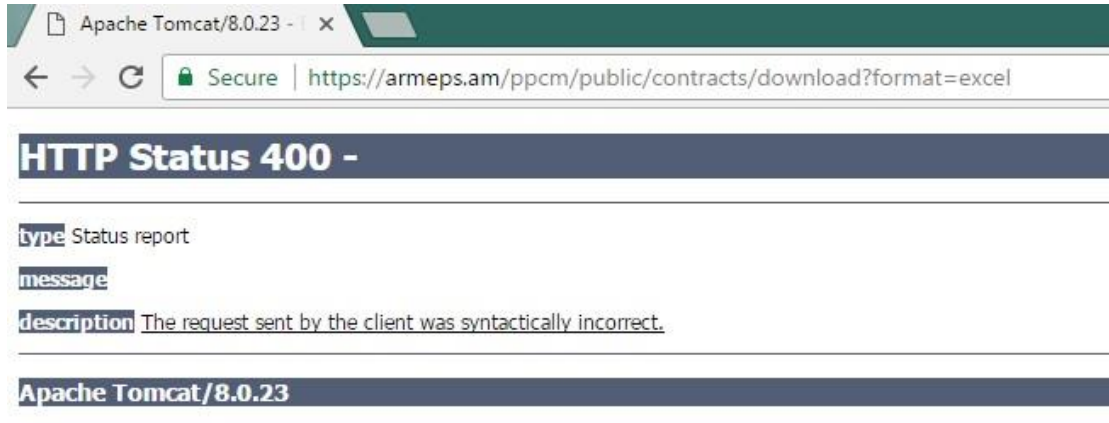 Apache Tomcat/8.0.23 -
Secure | https://armeps.am/ppcm/public/contracts/download?format=excel
HTTP Status 400 -
type Status report
message
description The request sent by the client was syntactically incorrect.
Apache Tomcat/8.0.23